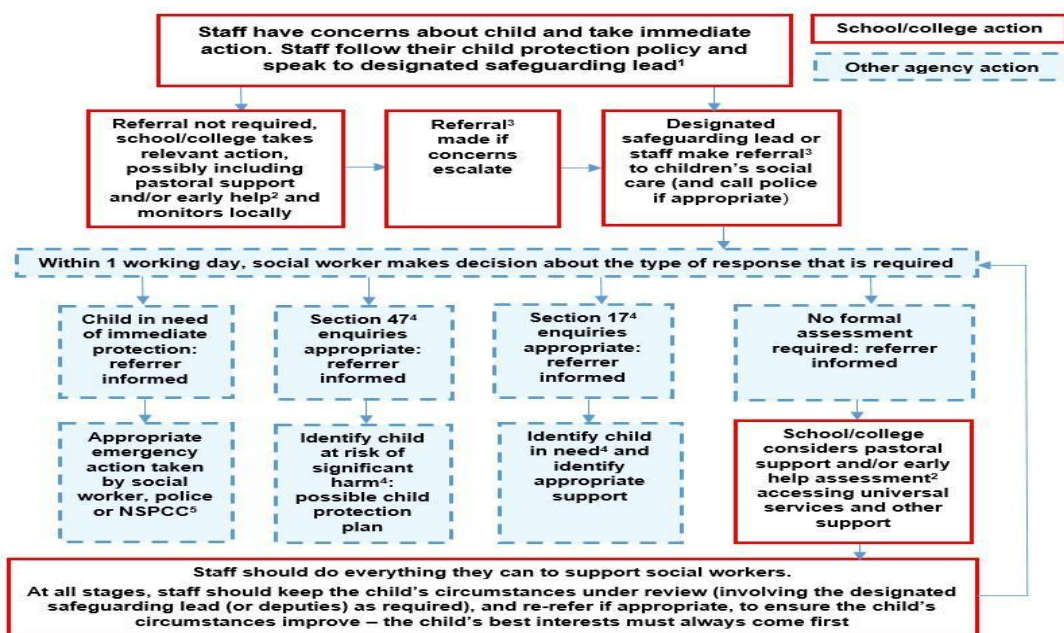 Staff have concerns about child and take immediate
action. Staff follow their child protection policy and
speak to designated safeguarding lead¹
School/college action
Other agency action
Referral not required,
school/college takes
relevant action,
possibly including
pastoral support
and/or early help² and
monitors locally
Referral³
made if
concerns
escalate
Designated
safeguarding lead or
staff make referral³
to children’s social
care (and call police
if appropriate)
Within 1 working day, social worker makes decision about the type of response that is required
Child in need
of immediate
protection:
referrer
informed
Section 47⁴
enquiries
appropriate:
referrer
informed
Section 17⁴
enquiries
appropriate:
referrer
informed
No formal
assessment
required: referrer
informed
Appropriate
emergency
action taken
by social
worker, police
or NSPCC⁵
Identify child
at risk of
significant
harm⁴:
possible child
protection
plan
Identify child
in need⁴ and
identify
appropriate
support
School/college
considers pastoral
support and/or early
help assessment²
accessing universal
services and other
support
Staff should do everything they can to support social workers.
At all stages, staff should keep the child’s circumstances under review (involving the designated
safeguarding lead (or deputies) as required), and re-refer if appropriate, to ensure the child’s
circumstances improve – the child’s best interests must always come first